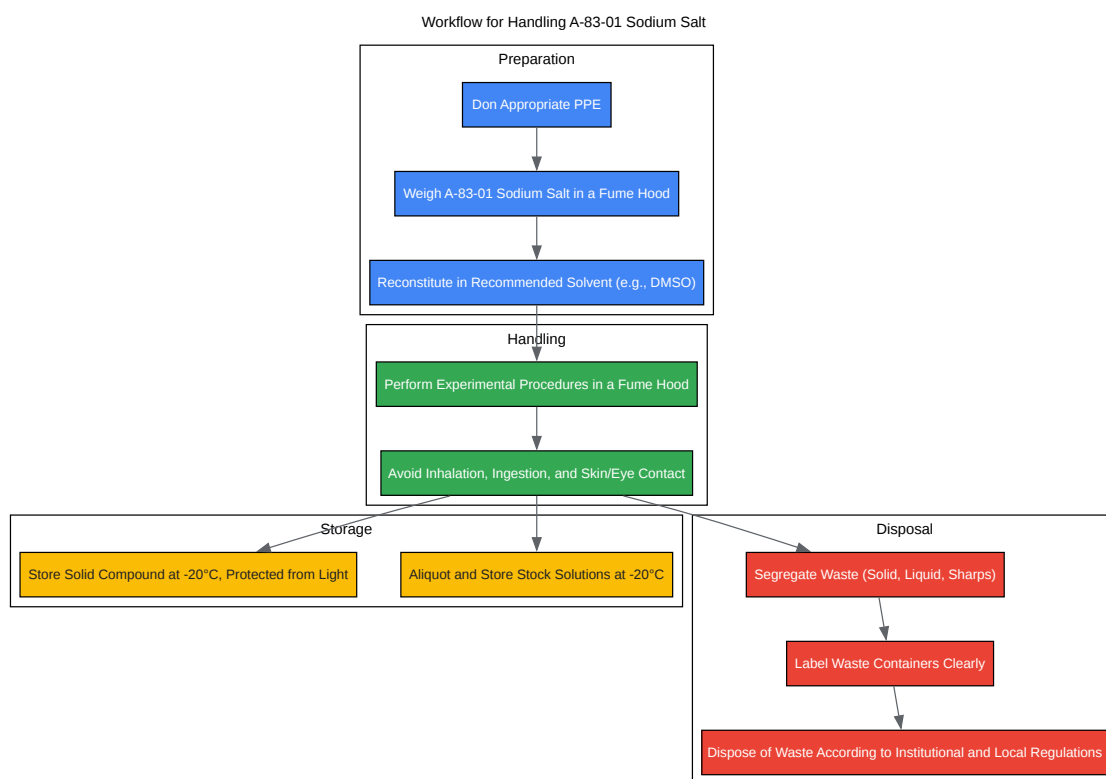 Workflow for Handling A-83-01 Sodium Salt
Preparation
Don Appropriate PPE
Weigh A-83-01 Sodium Salt in a Fume Hood
Reconstitute in Recommended Solvent (e.g., DMSO)
Handling
Perform Experimental Procedures in a Fume Hood
Avoid Inhalation, Ingestion, and Skin/Eye Contact
Storage
Store Solid Compound at -20°C, Protected from Light
Aliquot and Store Stock Solutions at -20°C
Disposal
Segregate Waste (Solid, Liquid, Sharps)
Label Waste Containers Clearly
Dispose of Waste According to Institutional and Local Regulations